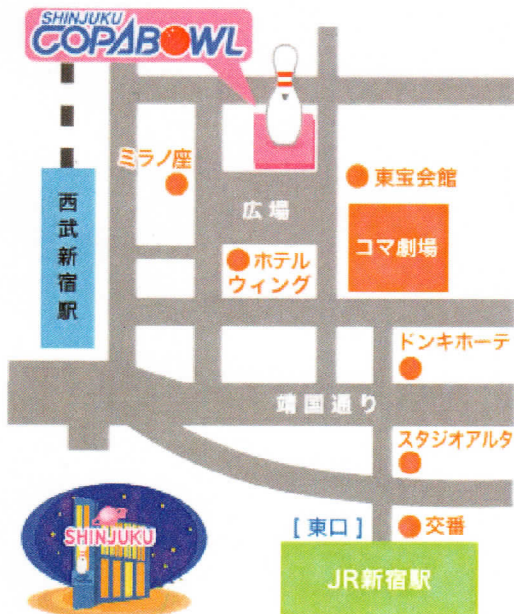 SHINJUKU
COPABOWL
ミラノ座
東宝会館
西武新宿駅
広場
コマ劇場
ホテル
ウィング
ドンキホーテ
靖国通り
スタジオアルタ
SHINJUKU
[東口]
交番
JR新宿駅